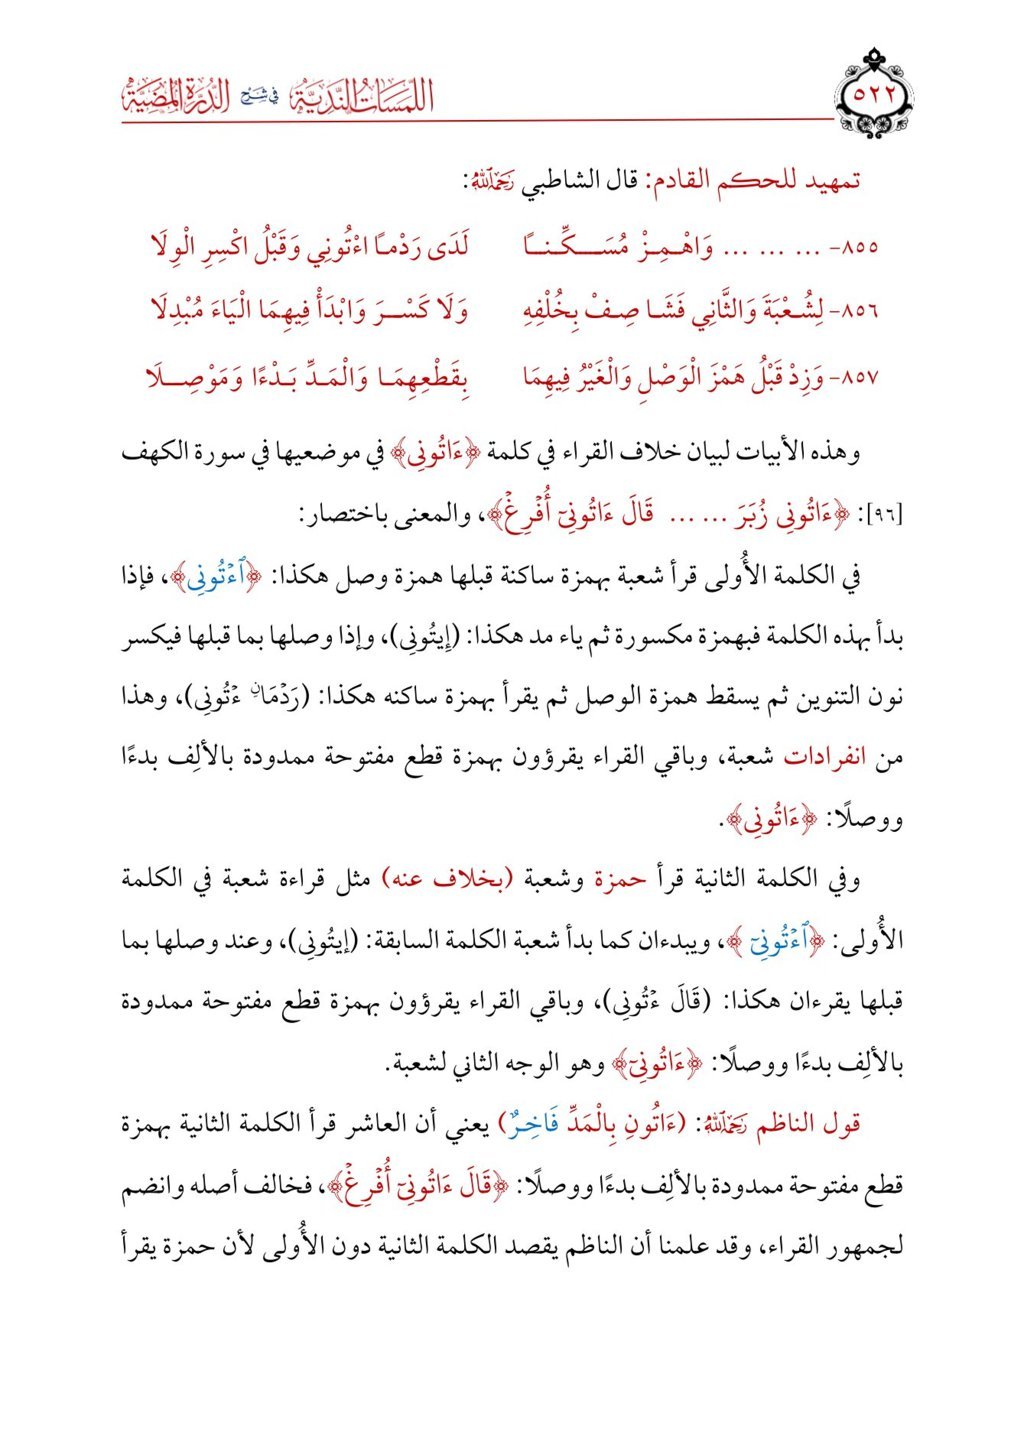 اللمسات الندية في شرح الدرة المضية
٥٢٢
تمهيد للحكم القادم: قال الشاطبي رحمه الله:
٨٥٥- ... ... ... وَاهْمِزْ مُسَكِّنًا لَدَى رَدْمًا اءْتُونِي وَقَبْلُ اكْسِرِ الْوِلَا
٨٥٦- لِشُعْبَةَ وَالثَّانِي فَشَا صِفْ بِخُلْفِهِ وَلَا كَسْرَ وَابْدَأْ فِيهِمَا الْيَاءَ مُبْدِلَا
٨٥٧- وَزِدْ قَبْلُ هَمْزَ الْوَصْلِ وَالْغَيْرُ فِيهِمَا بِقَطْعِهِمَا وَالْمَدِّ بَدْءًا وَمَوْصِلَا
وهذه الأبيات لبيان خلاف القراء في كلمة ﴿ءَاتُونِي﴾ في موضعيها في سورة الكهف
[٩٦]: ﴿ءَاتُونِي زُبَرَ ... ... قَالَ ءَاتُونِيٓ أُفۡرِغۡ﴾، والمعنى باختصار:
في الكلمة الأُولى قرأ شعبة بهمزة ساكنة قبلها همزة وصل هكذا: ﴿ٱءۡتُونِي﴾، فإذا
بدأ بهذه الكلمة فبهمزة مكسورة ثم ياء مد هكذا: (إِيتُونِي)، وإذا وصلها بما قبلها فيكسر
نون التنوين ثم يسقط همزة الوصل ثم يقرأ بهمزة ساكنه هكذا: (رَدْمَانِ ءْتُونِي)، وهذا
من انفرادات شعبة، وباقي القراء يقرؤون بهمزة قطع مفتوحة ممدودة بالألِف بدءًا
ووصلًا: ﴿ءَاتُونِي﴾.
وفي الكلمة الثانية قرأ حمزة وشعبة (بخلاف عنه) مثل قراءة شعبة في الكلمة
الأُولى: ﴿ٱءۡتُونِيٓ﴾، ويبدءان كما بدأ شعبة الكلمة السابقة: (إيتُونِي)، وعند وصلها بما
قبلها يقرءان هكذا: (قَالَ ءْتُونِي)، وباقي القراء يقرؤون بهمزة قطع مفتوحة ممدودة
بالألِف بدءًا ووصلًا: ﴿ءَاتُونِيٓ﴾ وهو الوجه الثاني لشعبة.
قول الناظم رحمه الله: (ءَاتُونِ بِالْمَدِّ فَاخِرٌ) يعني أن العاشر قرأ الكلمة الثانية بهمزة
قطع مفتوحة ممدودة بالألِف بدءًا ووصلًا: ﴿قَالَ ءَاتُونِيٓ أُفۡرِغۡ﴾، فخالف أصله وانضم
لجمهور القراء، وقد علمنا أن الناظم يقصد الكلمة الثانية دون الأُولى لأن حمزة يقرأ